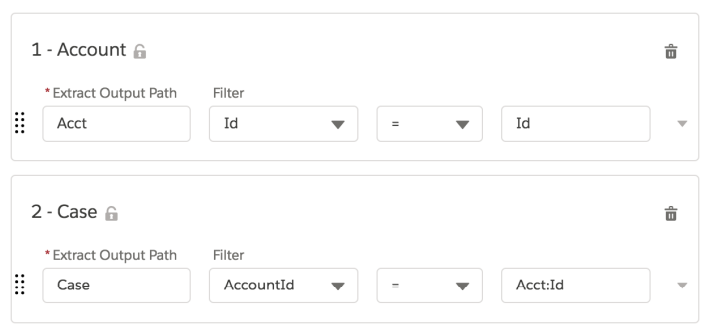 1 - Account
* Extract Output Path Filter
Acct Id = Id
2 - Case
* Extract Output Path Filter
Case AccountId = Acct:Id